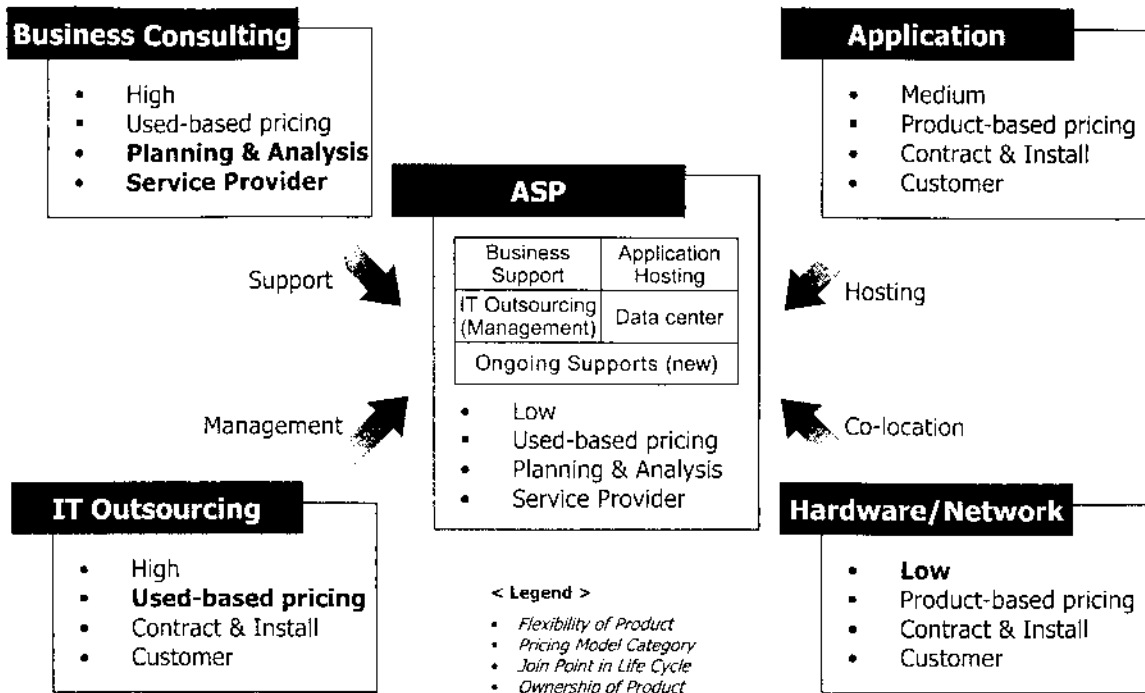 Business Consulting
• High
• Used-based pricing
• Planning & Analysis
• Service Provider
Application
• Medium
• Product-based pricing
• Contract & Install
• Customer
Support
Hosting
ASP
Business
Support
Application
Hosting
IT Outsourcing
(Management)
Data center
Ongoing Supports (new)
• Low
• Used-based pricing
• Planning & Analysis
• Service Provider
Management
Co-location
IT Outsourcing
• High
• Used-based pricing
• Contract & Install
• Customer
< Legend >
• Flexibility of Product
• Pricing Model Category
• Join Point in Life Cycle
• Ownership of Product
Hardware/Network
• Low
• Product-based pricing
• Contract & Install
• Customer